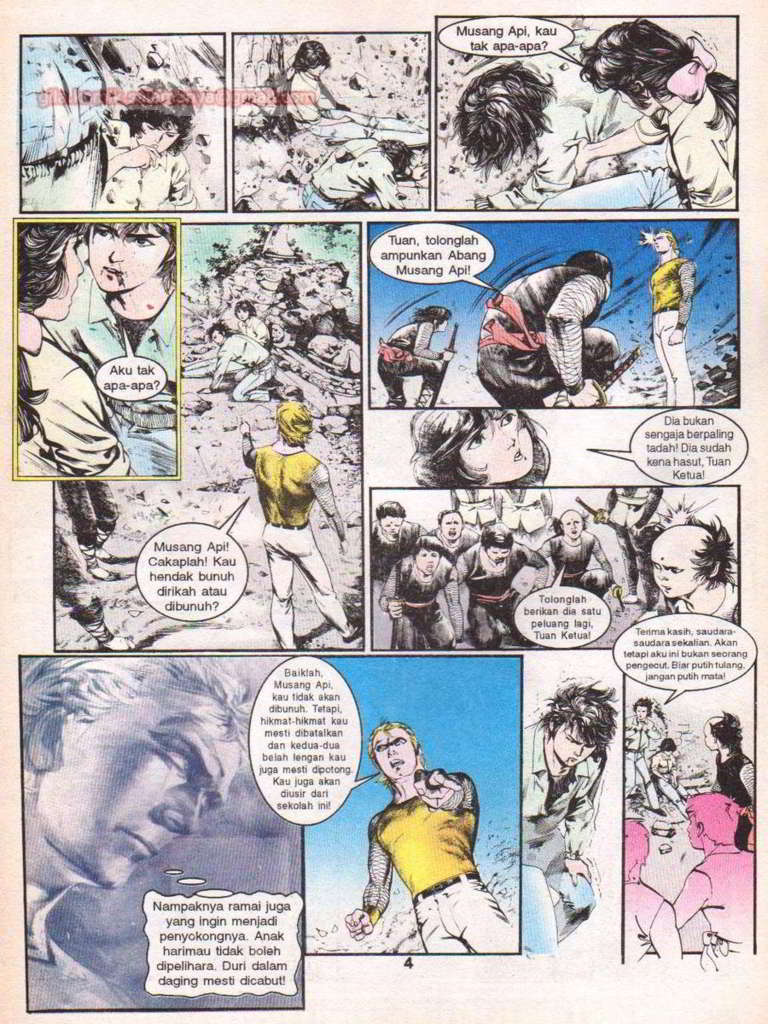 Musang Api, kau
tak apa-apa?
Aku tak
apa-apa?
Musang Api!
Cakaplah! Kau
hendak bunuh
dirikah atau
dibunuh?
Tuan, tolonglah
ampunkan Abang
Musang Api!
Dia bukan
sengaja berpaling
tadah! Dia sudah
kena hasut, Tuan
Ketua!
Tolonglah
berikan dia satu
peluang lagi,
Tuan Ketua!
Nampaknya ramai juga
yang ingin menjadi
penyokongnya. Anak
harimau tidak boleh
dipelihara. Duri dalam
daging mesti dicabut!
Baiklah,
Musang Api,
kau tidak akan
dibunuh. Tetapi,
hikmat-hikmat kau
mesti dibatalkan
dan kedua-dua
belah lengan kau
juga mesti dipotong.
Kau juga akan
diusir dari
sekolah ini!
Terima kasih, saudara-
saudara sekalian. Akan
tetapi aku ini bukan seorang
pengecut. Biar putih tulang,
jangan putih mata!
4